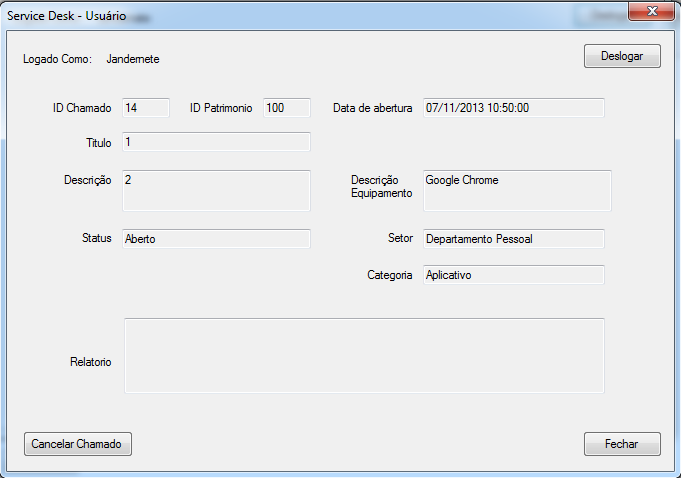 Service Desk - Usuário
Logado Como: Jandemete
Deslogar
ID Chamado 14 ID Patrimonio 100 Data de abertura 07/11/2013 10:50:00
Titulo 1
Descrição 2 Descrição Equipamento Google Chrome
Status Aberto Setor Departamento Pessoal
Categoria Aplicativo
Relatorio
Cancelar Chamado Fechar